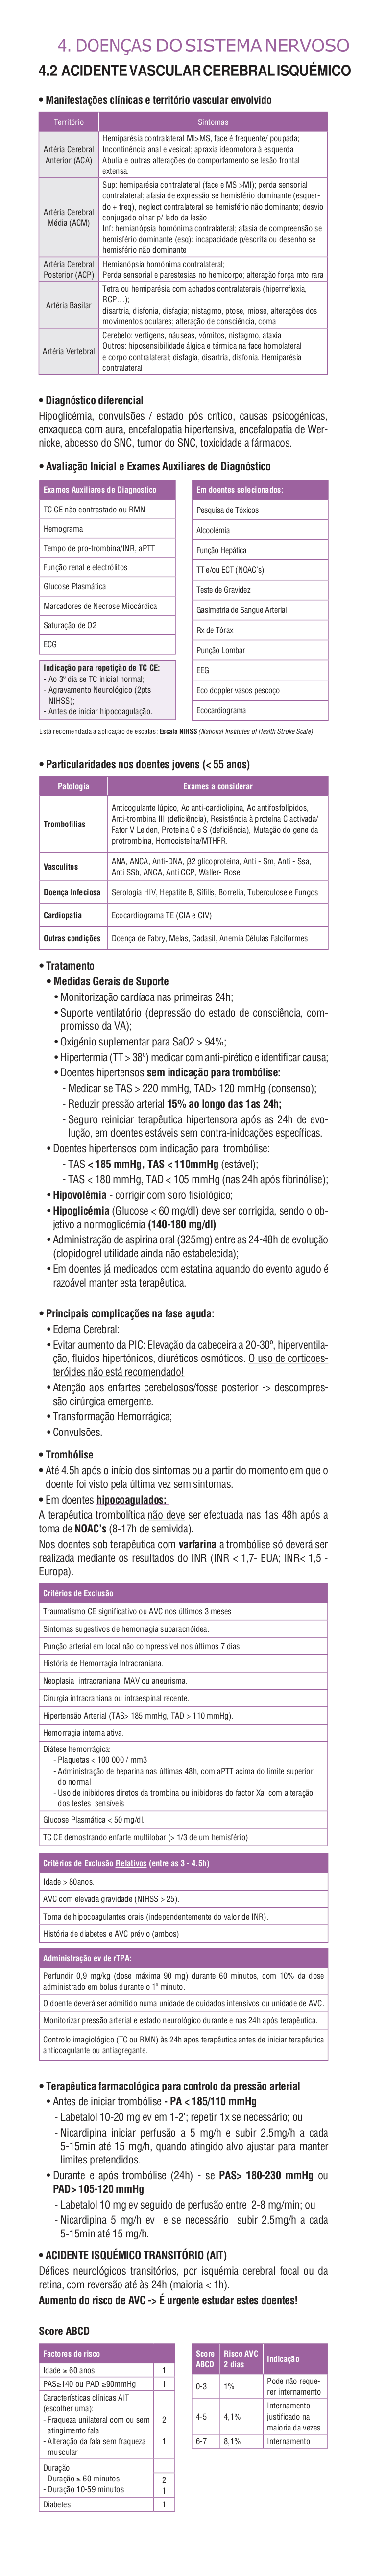 4. DOENÇAS DO SISTEMA NERVOSO
4.2 ACIDENTE VASCULAR CEREBRAL ISQUÉMICO
• Manifestações clínicas e território vascular envolvido
Território
Sintomas
Artéria Cerebral
Anterior (ACA)
Hemiparésia contralateral MI>MS, face é frequente/ poupada;
Incontinência anal e vesical; apraxia ideomotora à esquerda
Abulia e outras alterações do comportamento se lesão frontal
extensa.
Artéria Cerebral
Média (ACM)
Sup: hemiparésia contralateral (face e MS >MI); perda sensorial
contralateral; afasia de expressão se hemisfério dominante (esquer-
do + freq), neglect contralateral se hemisfério não dominante; desvio
conjugado olhar p/ lado da lesão
Inf: hemianópsia homónima contralateral; afasia de compreensão se
hemisfério dominante (esq); incapacidade p/escrita ou desenho se
hemisfério não dominante
Artéria Cerebral
Posterior (ACP)
Hemianópsia homónima contralateral;
Perda sensorial e parestesias no hemicorpo; alteração força mto rara
Artéria Basilar
Tetra ou hemiparésia com achados contralaterais (hiperreflexia,
RCP…);
disartria, disfonia, disfagia; nistagmo, ptose, miose, alterações dos
movimentos oculares; alteração de consciência, coma
Artéria Vertebral
Cerebelo: vertigens, náuseas, vómitos, nistagmo, ataxia
Outros: hiposensibilidade álgica e térmica na face homolateral
e corpo contralateral; disfagia, disartria, disfonia. Hemiparésia
contralateral
• Diagnóstico diferencial
Hipoglicémia, convulsões / estado pós crítico, causas psicogénicas,
enxaqueca com aura, encefalopatia hipertensiva, encefalopatia de Wer-
nicke, abcesso do SNC, tumor do SNC, toxicidade a fármacos.
• Avaliação Inicial e Exames Auxiliares de Diagnóstico
Exames Auxiliares de Diagnostico
TC CE não contrastado ou RMN
Hemograma
Tempo de pro-trombina/INR, aPTT
Função renal e electrólitos
Glucose Plasmática
Marcadores de Necrose Miocárdica
Saturação de O2
ECG
Indicação para repetição de TC CE:
- Ao 3º dia se TC inicial normal;
- Agravamento Neurológico (2pts
NIHSS);
- Antes de iniciar hipocoagulação.
Em doentes selecionados:
Pesquisa de Tóxicos
Alcoolémia
Função Hepática
TT e/ou ECT (NOAC's)
Teste de Gravidez
Gasimetria de Sangue Arterial
Rx de Tórax
Punção Lombar
EEG
Eco doppler vasos pescoço
Ecocardiograma
Está recomendada a aplicação de escalas: Escala NIHSS (National Institutes of Health Stroke Scale)
• Particularidades nos doentes jovens (< 55 anos)
Patologia
Exames a considerar
Trombofilias
Anticogulante lúpico, Ac anti-cardiolipina, Ac antifosfolípidos,
Anti-trombina III (deficiência), Resistência à proteína C activada/
Fator V Leiden, Proteina C e S (deficiência), Mutação do gene da
protrombina, Homocisteína/MTHFR.
Vasculites
ANA, ANCA, Anti-DNA, β2 glicoproteina, Anti - Sm, Anti - Ssa,
Anti SSb, ANCA, Anti CCP, Waller- Rose.
Doença Infeciosa
Serologia HIV, Hepatite B, Sífilis, Borrelia, Tuberculose e Fungos
Cardiopatia
Ecocardiograma TE (CIA e CIV)
Outras condições
Doença de Fabry, Melas, Cadasil, Anemia Células Falciformes
• Tratamento
• Medidas Gerais de Suporte
• Monitorização cardíaca nas primeiras 24h;
• Suporte ventilatório (depressão do estado de consciência, com-
promisso da VA);
• Oxigénio suplementar para SaO2 > 94%;
• Hipertermia (TT > 38º) medicar com anti-pirético e identificar causa;
• Doentes hipertensos sem indicação para trombólise:
- Medicar se TAS > 220 mmHg, TAD> 120 mmHg (consenso);
- Reduzir pressão arterial 15% ao longo das 1as 24h;
- Seguro reiniciar terapêutica hipertensora após as 24h de evo-
lução, em doentes estáveis sem contra-inidcações específicas.
• Doentes hipertensos com indicação para trombólise:
- TAS < 185 mmHg, TAS < 110mmHg (estável);
- TAS < 180 mmHg, TAD < 105 mmHg (nas 24h após fibrinólise);
• Hipovolémia - corrigir com soro fisiológico;
• Hipoglicémia (Glucose < 60 mg/dl) deve ser corrigida, sendo o ob-
jetivo a normoglicémia (140-180 mg/dl)
• Administração de aspirina oral (325mg) entre as 24-48h de evolução
(clopidogrel utilidade ainda não estabelecida);
• Em doentes já medicados com estatina aquando do evento agudo é
razoável manter esta terapêutica.
• Principais complicações na fase aguda:
• Edema Cerebral:
• Evitar aumento da PIC: Elevação da cabeceira a 20-30º, hiperventila-
ção, fluidos hipertónicos, diuréticos osmóticos. O uso de corticoes-
teróides não está recomendado!
• Atenção aos enfartes cerebelosos/fosse posterior -> descompres-
são cirúrgica emergente.
• Transformação Hemorrágica;
• Convulsões.
• Trombólise
• Até 4.5h após o início dos sintomas ou a partir do momento em que o
doente foi visto pela última vez sem sintomas.
• Em doentes hipocoagulados:
A terapêutica trombolítica não deve ser efectuada nas 1as 48h após a
toma de NOAC's (8-17h de semivida).
Nos doentes sob terapêutica com varfarina a trombólise só deverá ser
realizada mediante os resultados do INR (INR < 1,7- EUA; INR< 1,5 -
Europa).
Critérios de Exclusão
Traumatismo CE significativo ou AVC nos últimos 3 meses
Sintomas sugestivos de hemorragia subaracnóidea.
Punção arterial em local não compressível nos últimos 7 dias.
História de Hemorragia Intracraniana.
Neoplasia intracraniana, MAV ou aneurisma.
Cirurgia intracraniana ou intraespinal recente.
Hipertensão Arterial (TAS> 185 mmHg, TAD > 110 mmHg).
Hemorragia interna ativa.
Diátese hemorrágica:
- Plaquetas < 100 000 / mm3
- Administração de heparina nas últimas 48h, com aPTT acima do limite superior
do normal
- Uso de inibidores diretos da trombina ou inibidores do factor Xa, com alteração
dos testes sensíveis
Glucose Plasmática < 50 mg/dl.
TC CE demostrando enfarte multilobar (> 1/3 de um hemisfério)
Critérios de Exclusão Relativos (entre as 3 - 4.5h)
Idade > 80anos.
AVC com elevada gravidade (NIHSS > 25).
Toma de hipocoagulantes orais (independentemente do valor de INR).
História de diabetes e AVC prévio (ambos)
Administração ev de rTPA:
Perfundir 0,9 mg/kg (dose máxima 90 mg) durante 60 minutos, com 10% da dose
administrado em bolus durante o 1º minuto.
O doente deverá ser admitido numa unidade de cuidados intensivos ou unidade de AVC.
Monitorizar pressão arterial e estado neurológico durante e nas 24h após terapêutica.
Controlo imagiológico (TC ou RMN) às 24h apos terapêutica antes de iniciar terapêutica
anticoagulante ou antiagregante.
• Terapêutica farmacológica para controlo da pressão arterial
• Antes de iniciar trombólise - PA < 185/110 mmHg
- Labetalol 10-20 mg ev em 1-2'; repetir 1x se necessário; ou
- Nicardipina iniciar perfusão a 5 mg/h e subir 2.5mg/h a cada
5-15min até 15 mg/h, quando atingido alvo ajustar para manter
limites pretendidos.
• Durante e após trombólise (24h) - se PAS> 180-230 mmHg ou
PAD> 105-120 mmHg
- Labetalol 10 mg ev seguido de perfusão entre 2-8 mg/min; ou
- Nicardipina 5 mg/h ev e se necessário subir 2.5mg/h a cada
5-15min até 15 mg/h.
• ACIDENTE ISQUÉMICO TRANSITÓRIO (AIT)
Défices neurológicos transitórios, por isquémia cerebral focal ou da
retina, com reversão até às 24h (maioria < 1h).
Aumento do risco de AVC -> É urgente estudar estes doentes!
Score ABCD
Factores de risco
Idade ≥ 60 anos 1
PAS≥140 ou PAD ≥90mmHg 1
Características clínicas AIT
(escolher uma):
- Fraqueza unilateral com ou sem 2
atingimento fala
- Alteração da fala sem fraqueza 1
muscular
Duração
- Duração ≥ 60 minutos 2
- Duração 10-59 minutos 1
Diabetes 1
Score
ABCD
Risco AVC
2 dias
Indicação
0-3
1%
Pode não reque-
rer internamento
4-5
4,1%
Internamento
justificado na
maioria da vezes
6-7
8,1%
Internamento